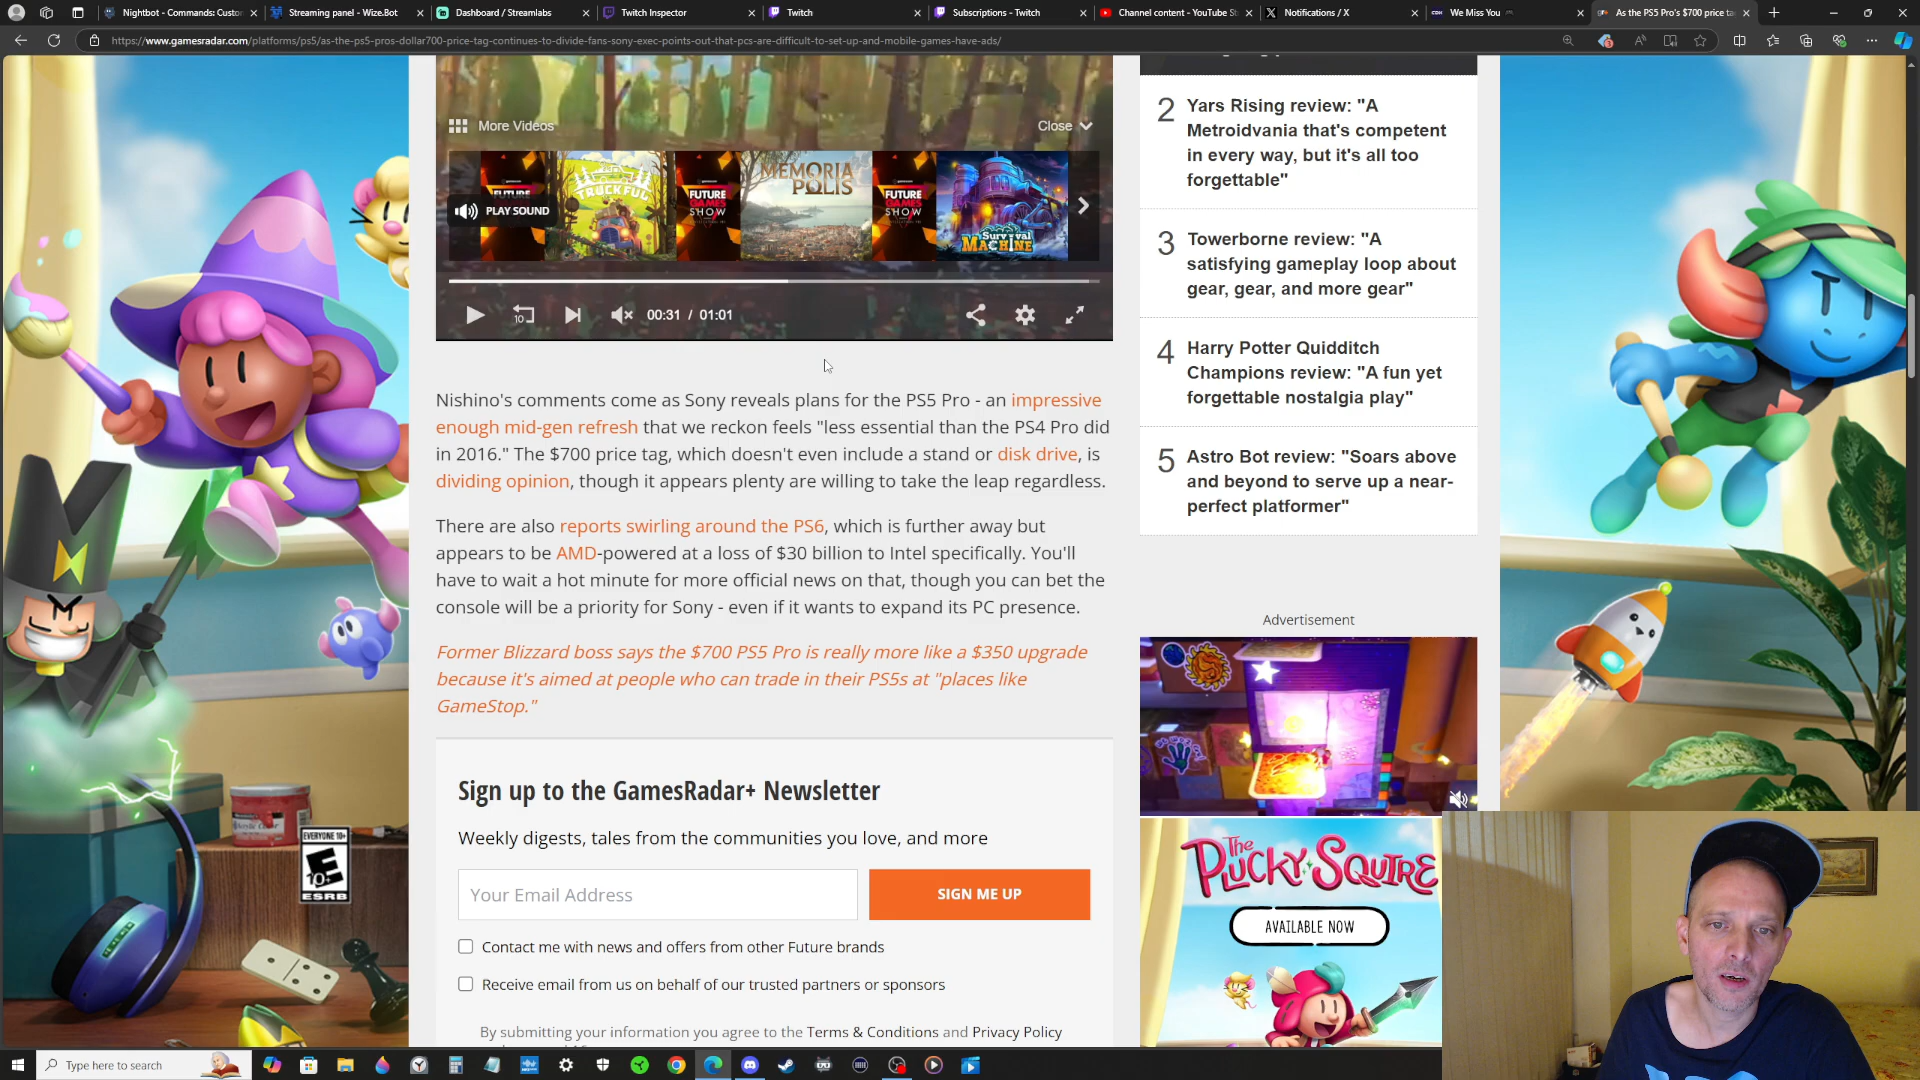 Nightbot - Commands: Custom
Streaming panel - Wize.Bot
Dashboard / Streamlabs
Twitch Inspector
Twitch
Subscriptions - Twitch
Channel content - YouTube St
Notifications / X
We Miss You
As the PS5 Pro's $700 price ta
https://www.gamesradar.com/platforms/ps5/as-the-ps5-pros-dollar700-price-tag-continues-to-divide-fans-sony-exec-points-out-that-pcs-are-difficult-to-set-up-and-mobile-games-have-ads/
More Videos
Close
FUTURE
TRUCKFUL
FUTURE
GAMES
SHOW
MEMORIA
POLIS
FUTURE
GAMES
SHOW
Survival
MACHINE
PLAY SOUND
10
00:31 / 01:01
Nishino's comments come as Sony reveals plans for the PS5 Pro - an impressive
enough mid-gen refresh that we reckon feels "less essential than the PS4 Pro did
in 2016." The $700 price tag, which doesn't even include a stand or disk drive, is
dividing opinion, though it appears plenty are willing to take the leap regardless.
There are also reports swirling around the PS6, which is further away but
appears to be AMD-powered at a loss of $30 billion to Intel specifically. You'll
have to wait a hot minute for more official news on that, though you can bet the
console will be a priority for Sony - even if it wants to expand its PC presence.
Former Blizzard boss says the $700 PS5 Pro is really more like a $350 upgrade
because it's aimed at people who can trade in their PS5s at "places like
GameStop."
Sign up to the GamesRadar+ Newsletter
Weekly digests, tales from the communities you love, and more
Your Email Address
SIGN ME UP
Contact me with news and offers from other Future brands
Receive email from us on behalf of our trusted partners or sponsors
By submitting your information you agree to the Terms & Conditions and Privacy Policy
2 Yars Rising review: "A
Metroidvania that's competent
in every way, but it's all too
forgettable"
3 Towerborne review: "A
satisfying gameplay loop about
gear, gear, and more gear"
4 Harry Potter Quidditch
Champions review: "A fun yet
forgettable nostalgia play"
5 Astro Bot review: "Soars above
and beyond to serve up a near-
perfect platformer"
Advertisement
The
PLUCKY SQUIRE
AVAILABLE NOW
EVERYONE 10+
E
10+
ESRB
Type here to search